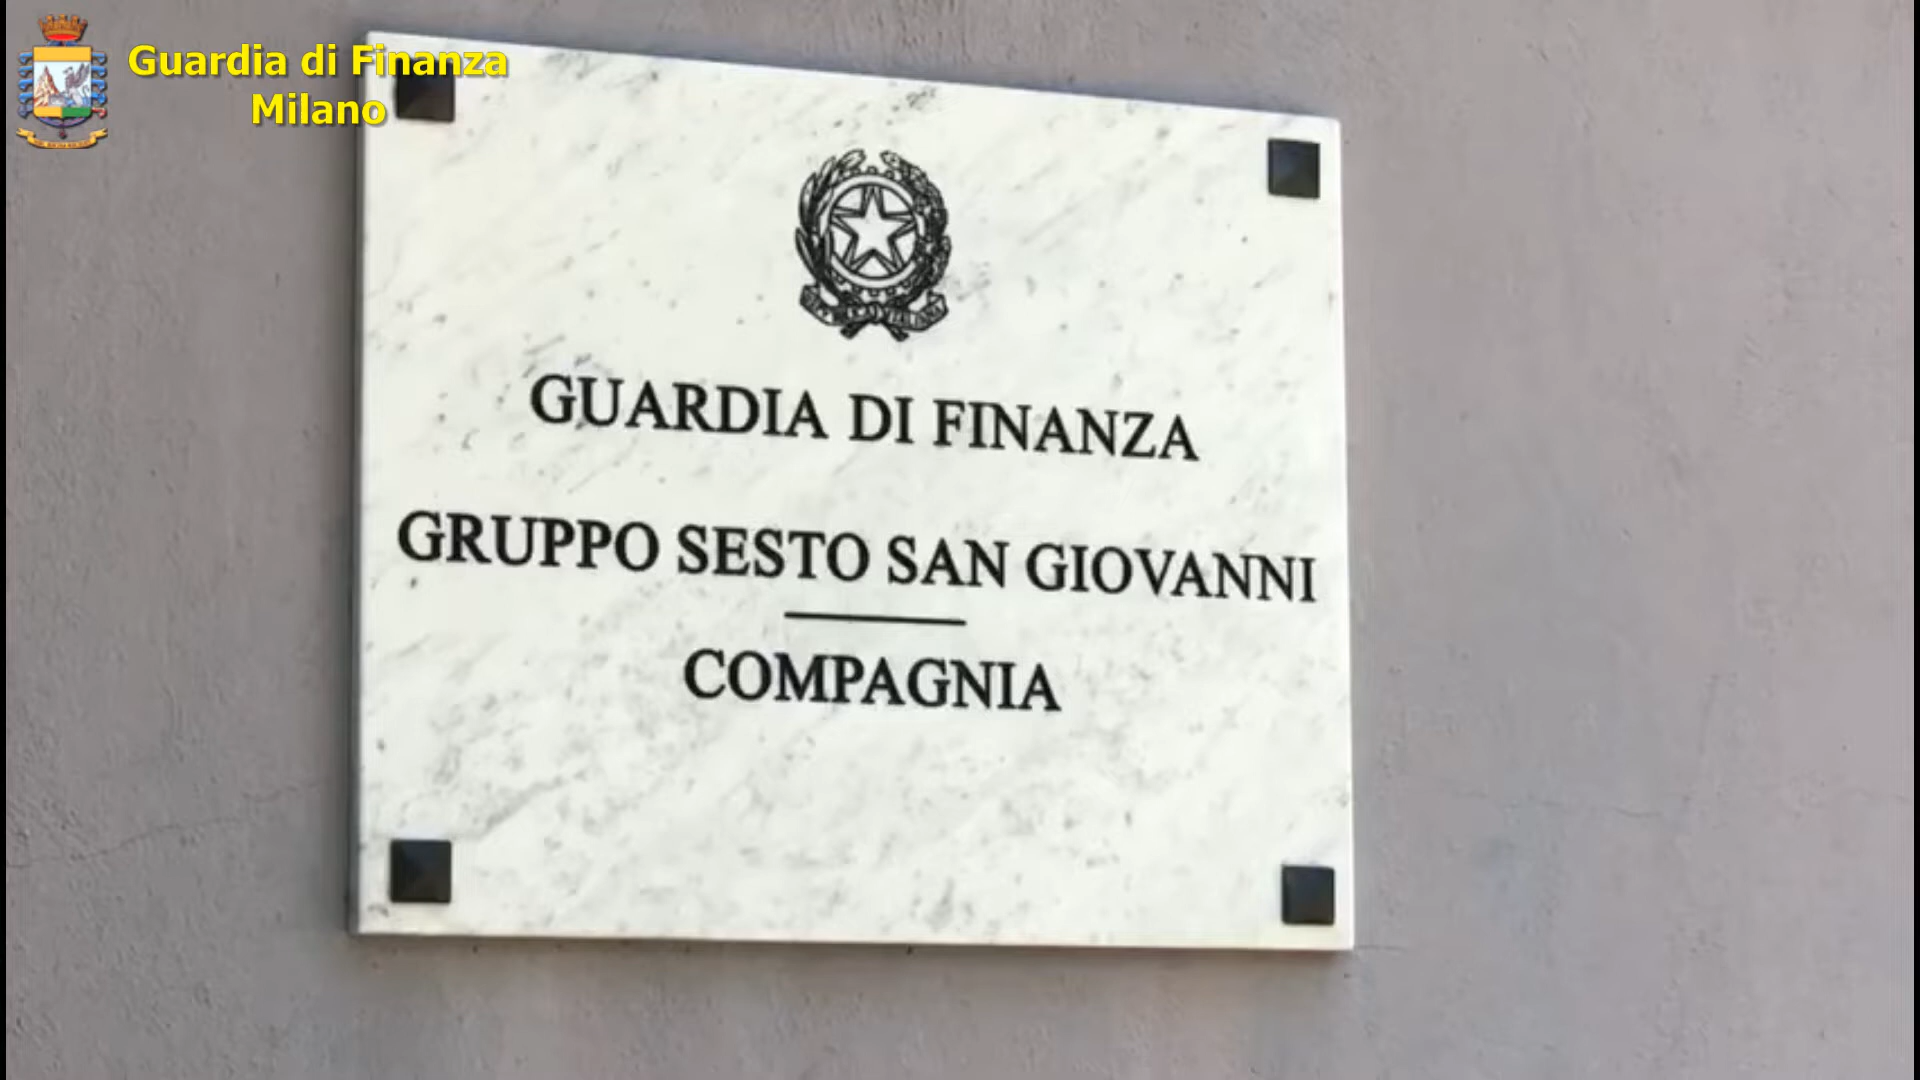 Guardia di Finanza
Milano
GUARDIA DI FINANZA
GRUPPO SESTO SAN GIOVANNI
COMPAGNIA